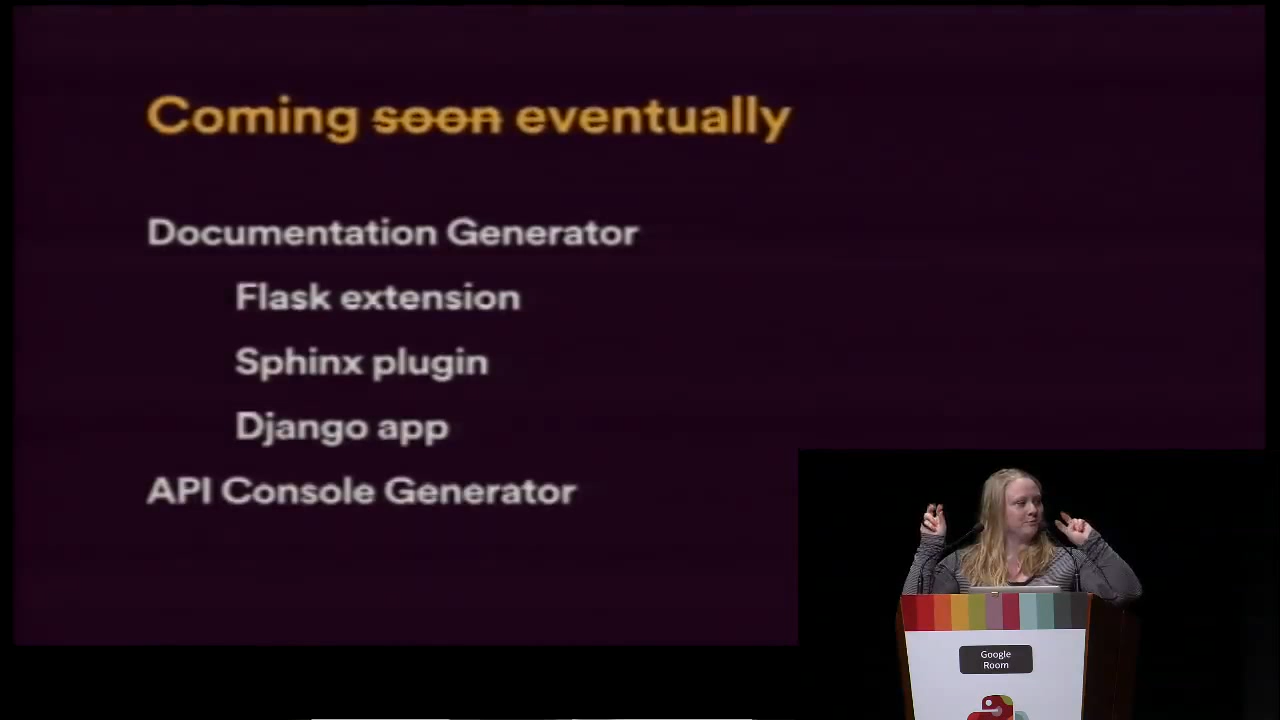 Coming soon eventually
Documentation Generator
Flask extension
Sphinx plugin
Django app
API Console Generator
Google
Room